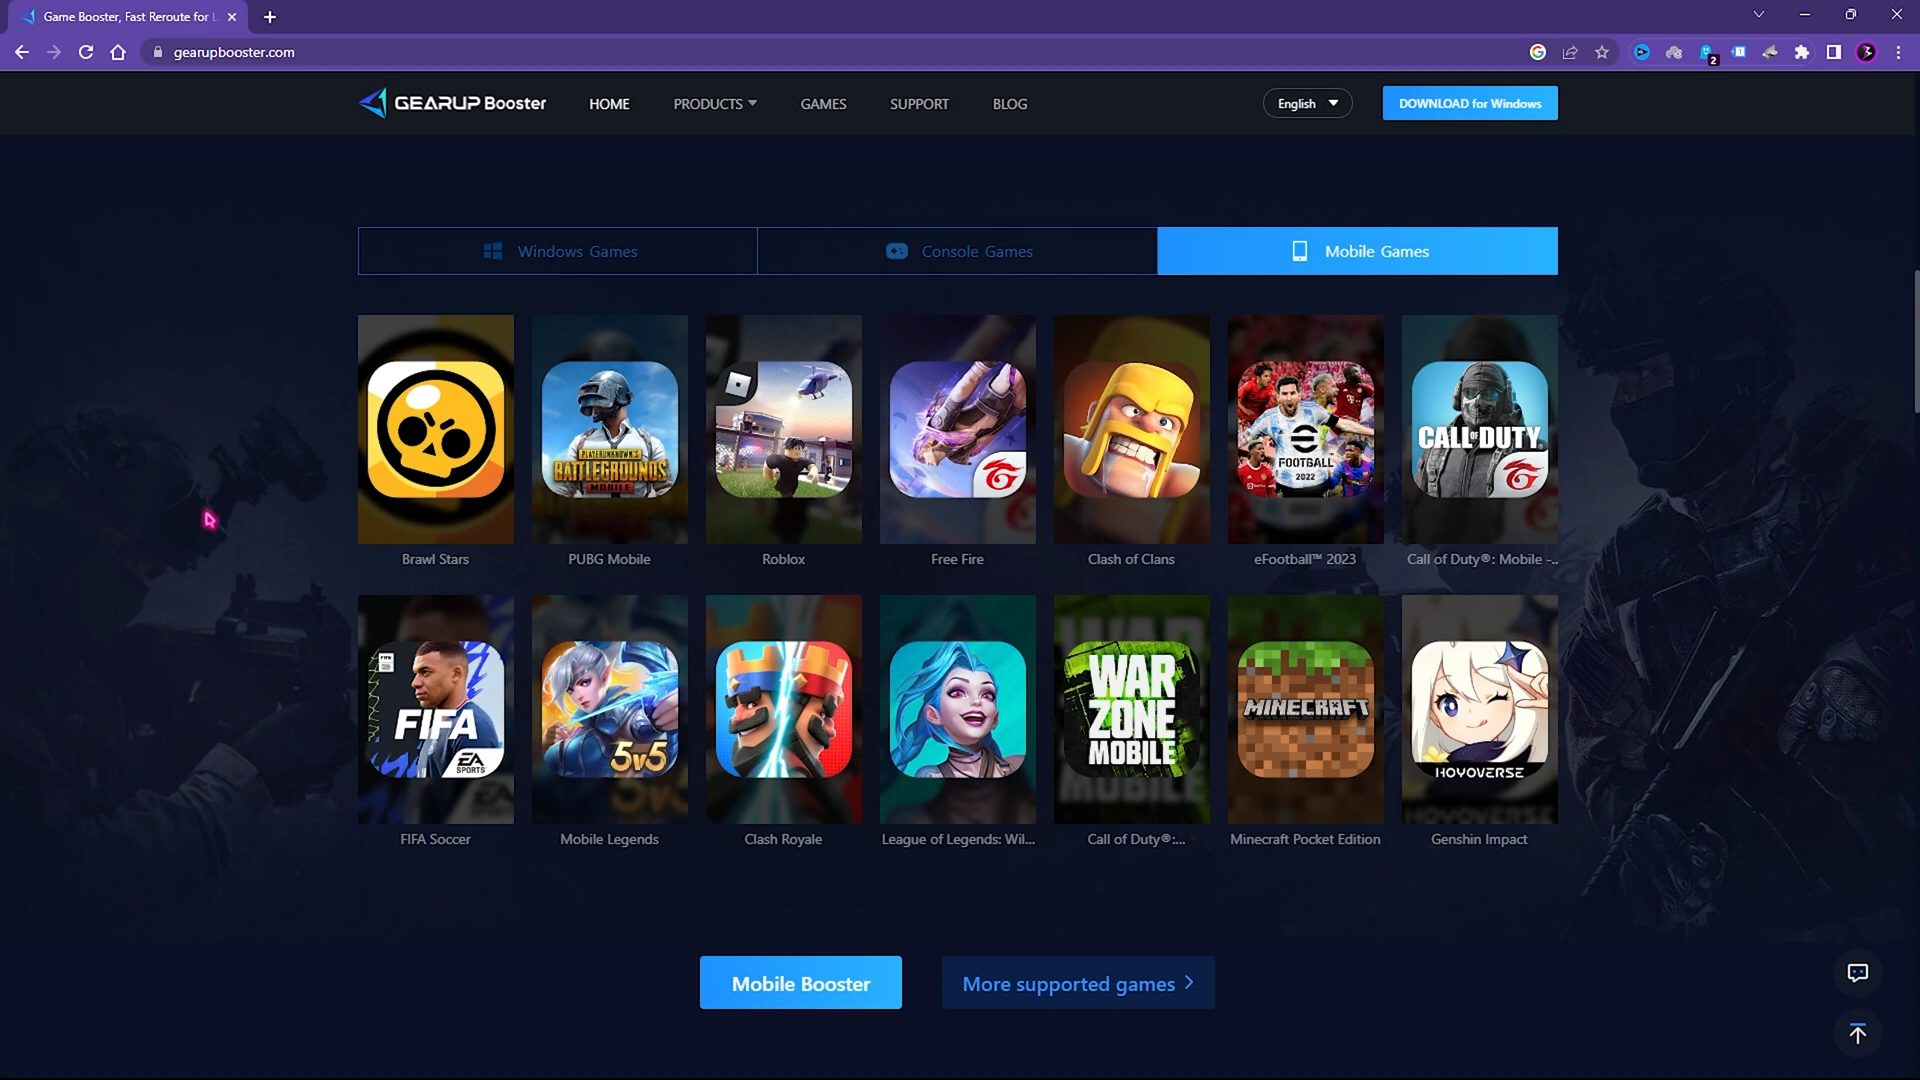 Game Booster, Fast Reroute for L
gearupbooster.com
2
GEARUP Booster
HOME
PRODUCTS
GAMES
SUPPORT
BLOG
English
DOWNLOAD for Windows
Windows Games
Console Games
Mobile Games
PLAYERUNKNOWN'S
BATTLEGROUNDS
MOBILE
FOOTBALL
2022
CALL OF DUTY
Brawl Stars
PUBG Mobile
Roblox
Free Fire
Clash of Clans
eFootball™ 2023
Call of Duty®: Mobile -..
FIFA
EA
SPORTS
5v5
WAR
ZONE
MOBILE
MINECRAFT
HOYOVERSE
FIFA Soccer
Mobile Legends
Clash Royale
League of Legends: Wil...
Call of Duty®:...
Minecraft Pocket Edition
Genshin Impact
Mobile Booster
More supported games